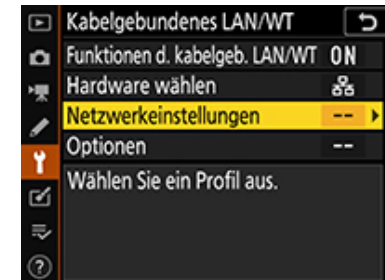 Kabelgebundenes LAN/WT
Funktionen d. kabelgeb. LAN/WT ON
Hardware wählen
Netzwerkeinstellungen --
Optionen --
Wählen Sie ein Profil aus.
?